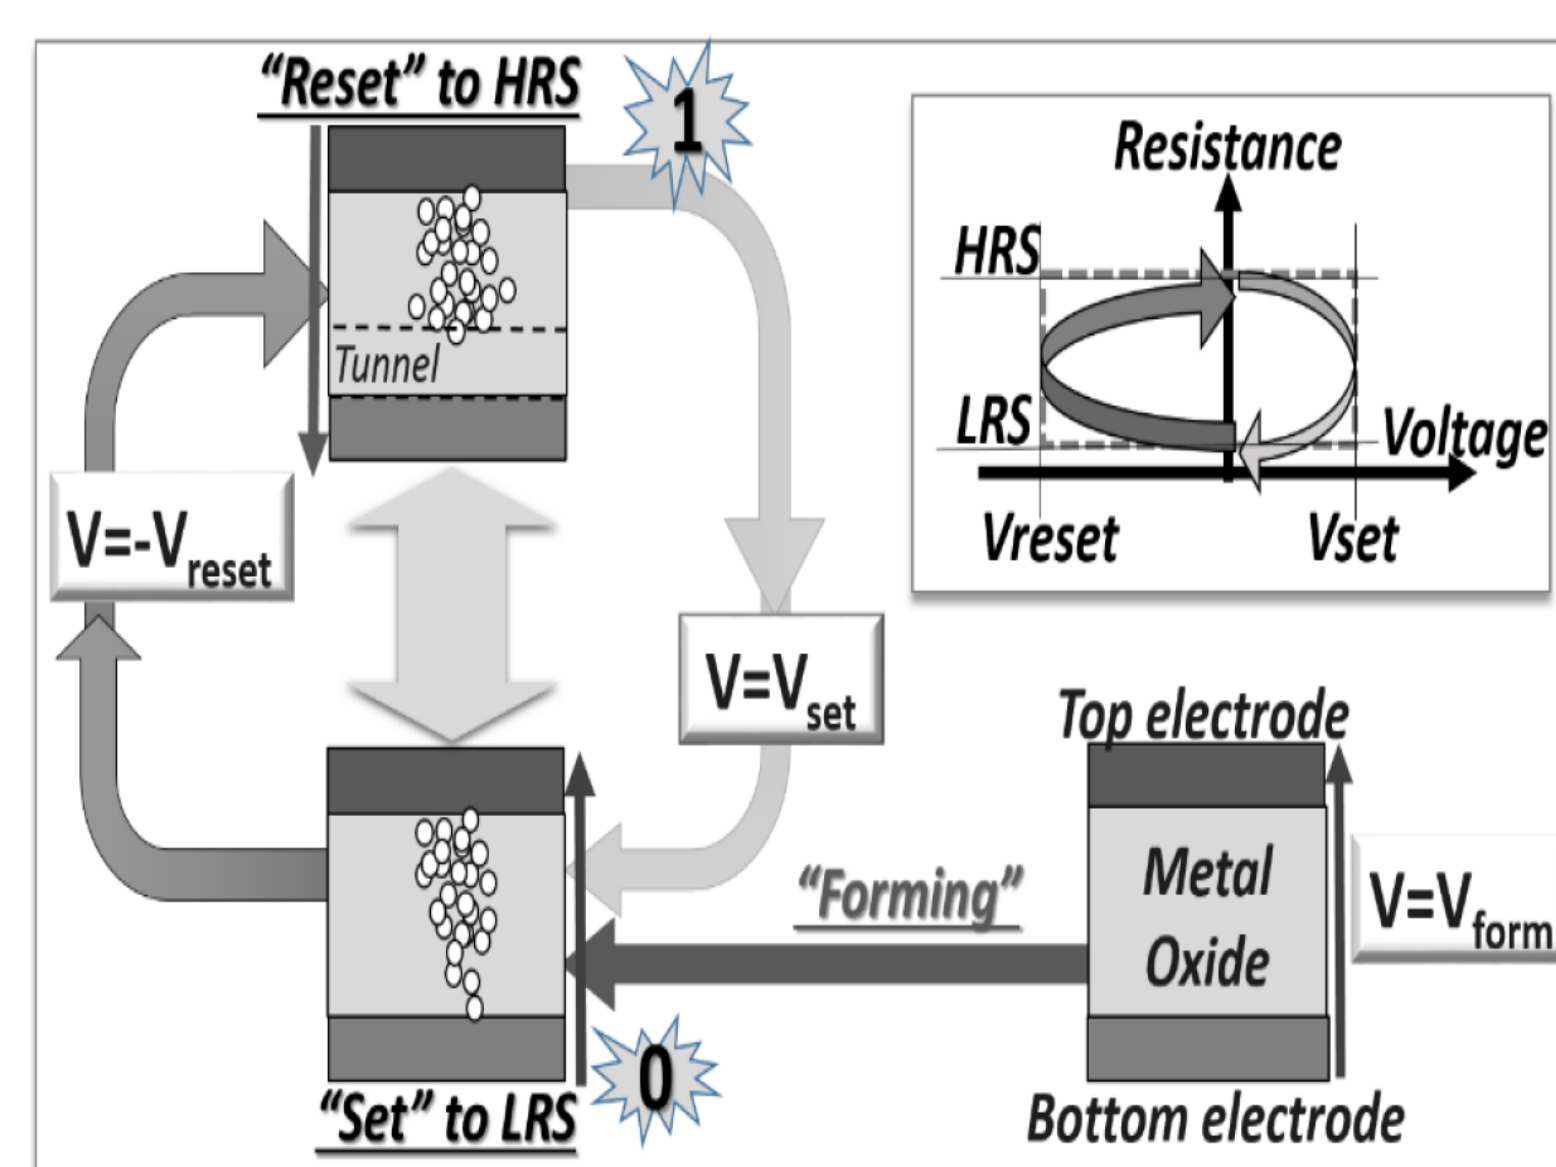 “Reset” to HRS
1
Tunnel
V=-Vreset
V=Vset
“Set” to LRS
0
“Forming”
Resistance
HRS
LRS
Voltage
Vreset
Vset
Top electrode
Metal
Oxide
V=Vform
Bottom electrode